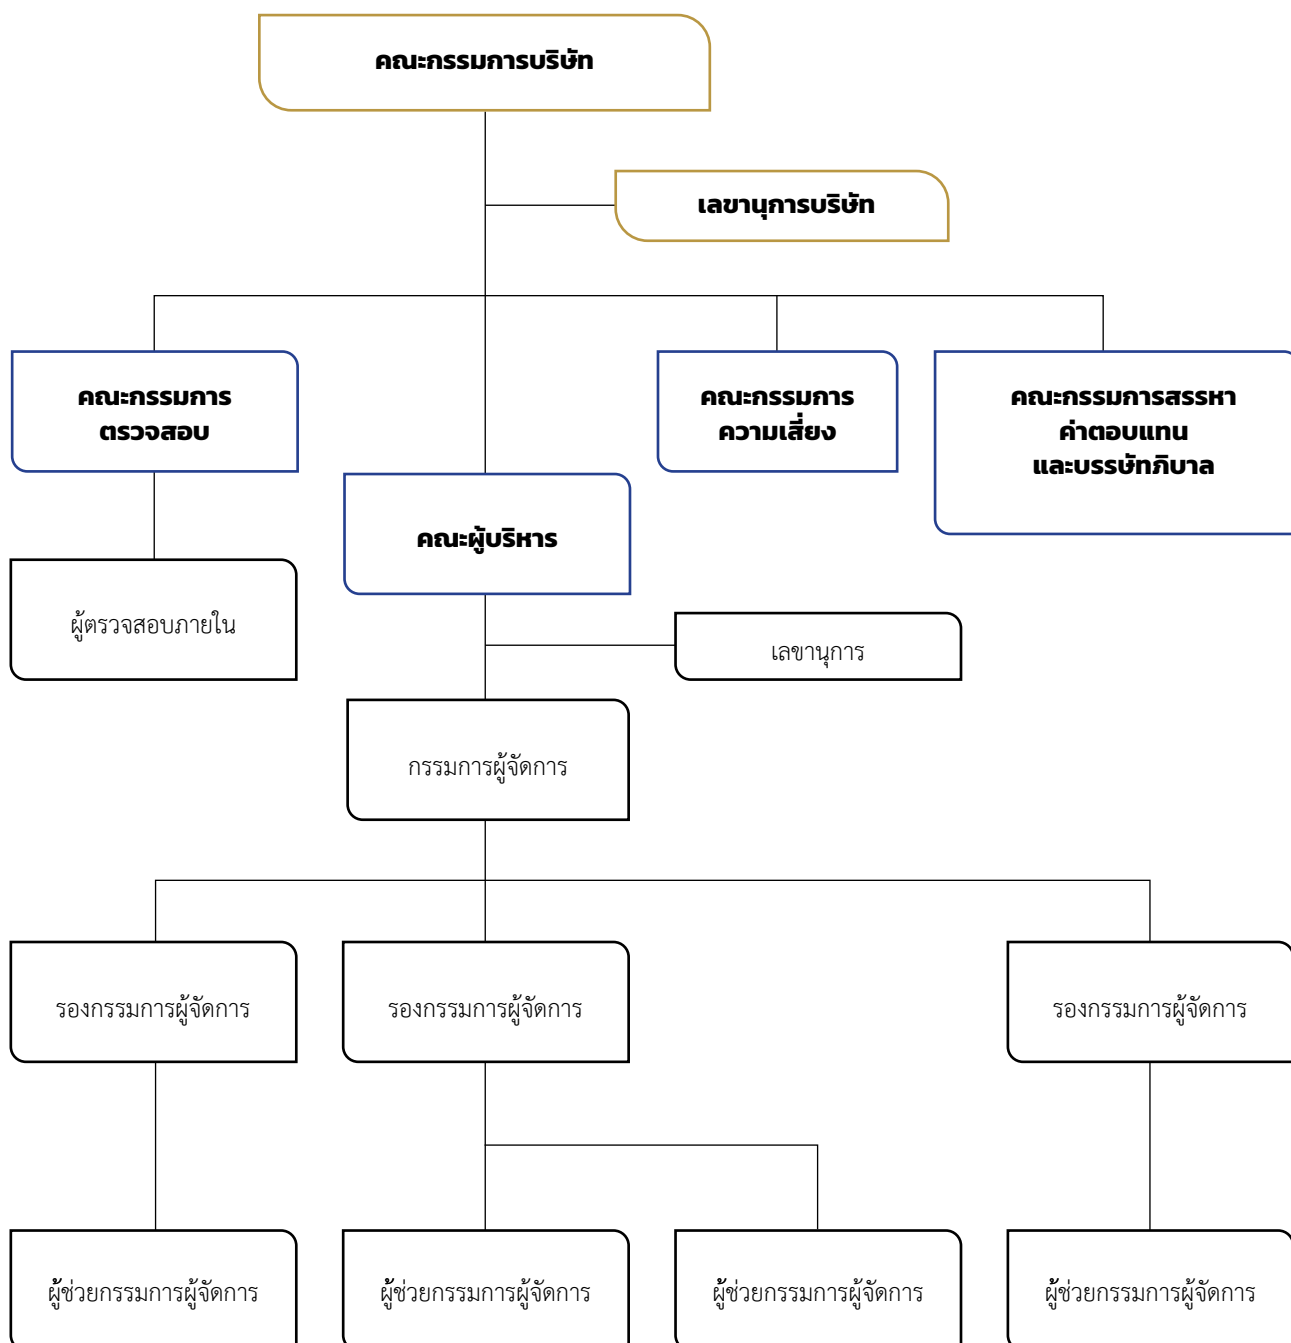 คณะกรรมการบริษัท
เลขานุการบริษัท
คณะกรรมการ
ตรวจสอบ
คณะกรรมการ
ความเสี่ยง
คณะกรรมการสรรหา
ค่าตอบแทน
และบรรษัทภิบาล
คณะผู้บริหาร
ผู้ตรวจสอบภายใน
เลขานุการ
กรรมการผู้จัดการ
รองกรรมการผู้จัดการ
รองกรรมการผู้จัดการ
รองกรรมการผู้จัดการ
ผู้ช่วยกรรมการผู้จัดการ
ผู้ช่วยกรรมการผู้จัดการ
ผู้ช่วยกรรมการผู้จัดการ
ผู้ช่วยกรรมการผู้จัดการ